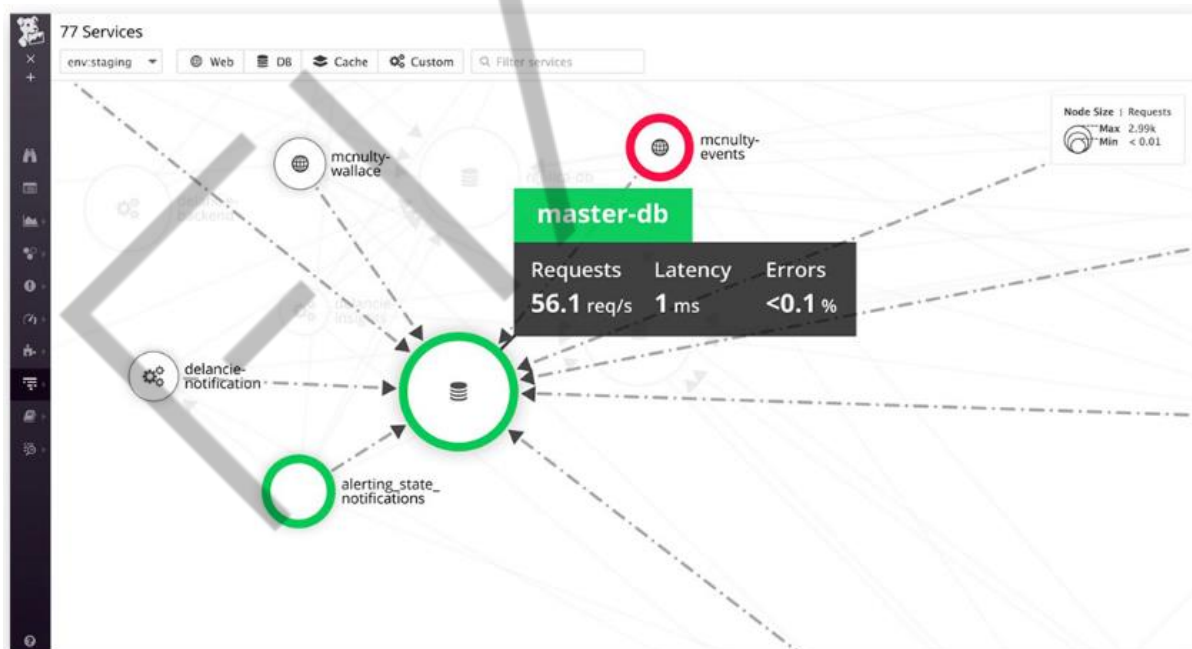 77 Services
env:staging
Web
DB
Cache
Custom
Filter services
Node Size | Requests
Max 2.99k
Min < 0.01
mcnulty-
wallace
mcnulty-
events
master-db
Requests Latency Errors
56.1 req/s 1 ms <0.1 %
delancie-
insights
delancie-
notification
alerting_state_
notifications